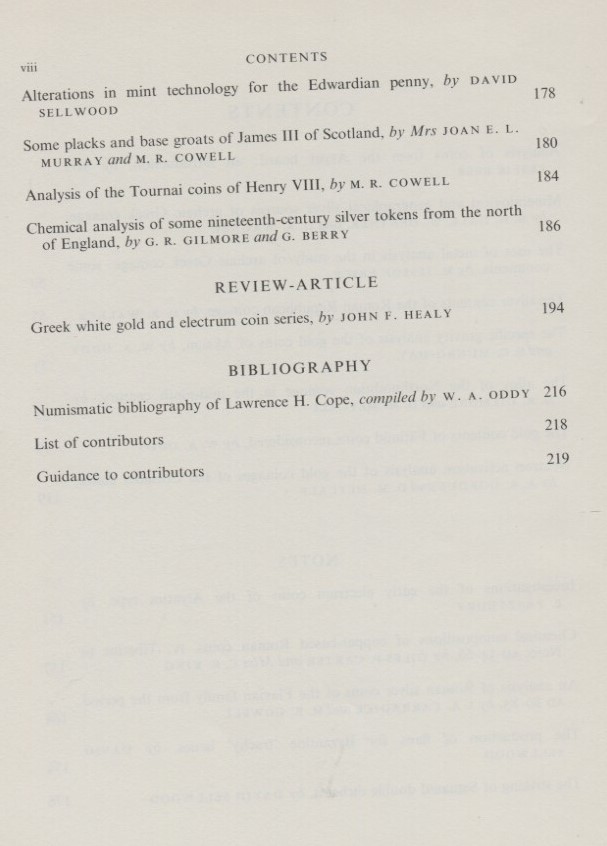 viii
CONTENTS
Alterations in mint technology for the Edwardian penny, by DAVID
SELLWOOD 178
Some placks and base groats of James III of Scotland, by Mrs JOAN E. L.
MURRAY and M. R. COWELL 180
Analysis of the Tournai coins of Henry VIII, by M. R. COWELL 184
Chemical analysis of some nineteenth-century silver tokens from the north
of England, by G. R. GILMORE and G. BERRY 186
REVIEW-ARTICLE
Greek white gold and electrum coin series, by JOHN F. HEALY 194
BIBLIOGRAPHY
Numismatic bibliography of Lawrence H. Cope, compiled by W. A. ODDY 216
List of contributors 218
Guidance to contributors 219